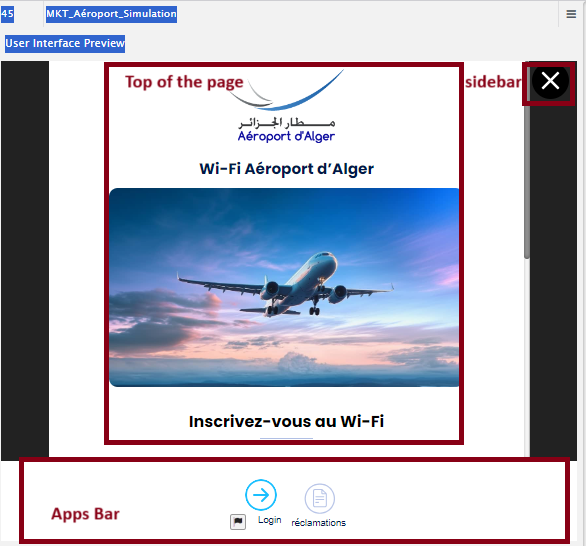 45 MKT_Aéroport_Simulation
User Interface Preview
Top of the page
sidebar
مطار الجزائر
Aéroport d'Alger
Wi-Fi Aéroport d’Alger
Inscrivez-vous au Wi-Fi
Apps Bar
Login
réclamations